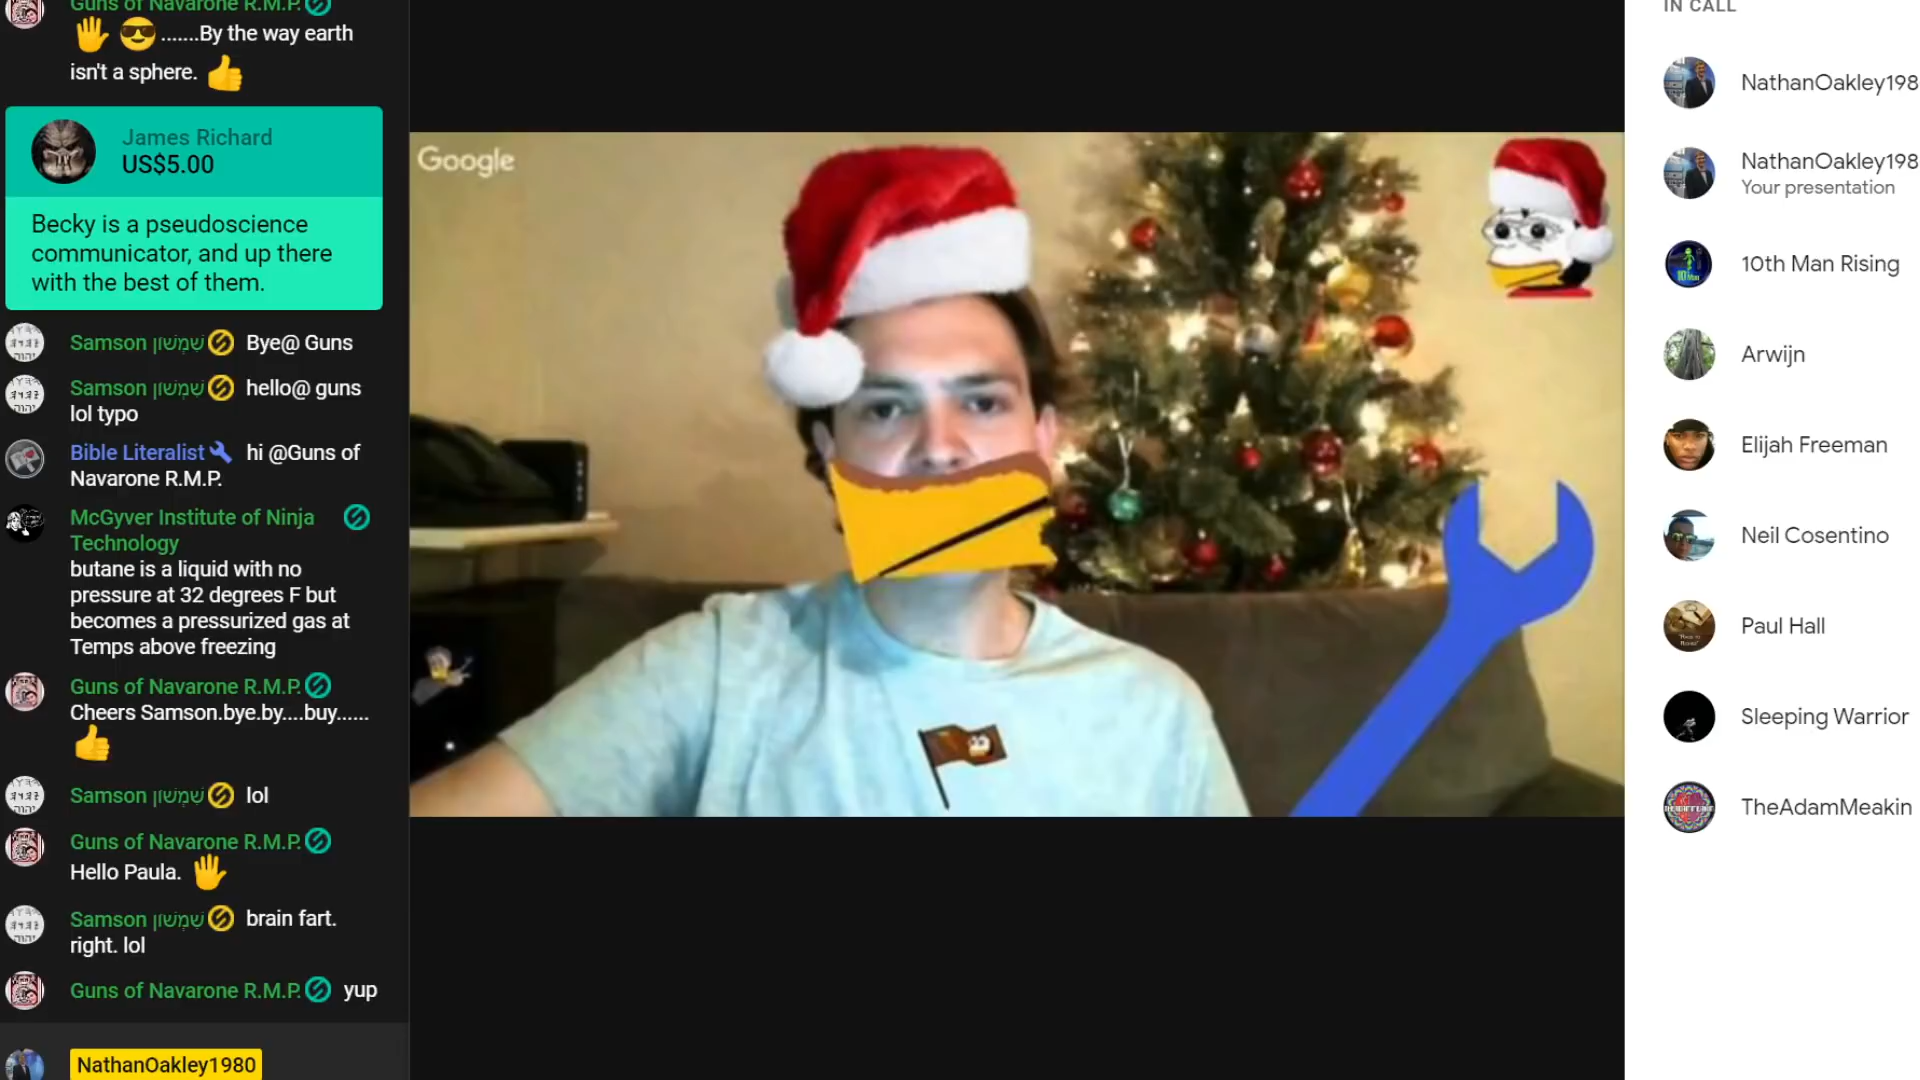 Guns of Navarone R.M.P.
🖐😎.......By the way earth
isn't a sphere. 👍
James Richard
US$5.00
Becky is a pseudoscience
communicator, and up there
with the best of them.
Samson שִׁמְשׁוֹן Bye@ Guns
Samson שִׁמְשׁוֹן hello@ guns
lol typo
Bible Literalist hi @Guns of
Navarone R.M.P.
McGyver Institute of Ninja
Technology
butane is a liquid with no
pressure at 32 degrees F but
becomes a pressurized gas at
Temps above freezing
Guns of Navarone R.M.P.
Cheers Samson.bye.by....buy......
👍
Samson שִׁמְשׁוֹן lol
Guns of Navarone R.M.P.
Hello Paula. 🖐
Samson שִׁמְשׁוֹן brain fart.
right. lol
Guns of Navarone R.M.P. yup
NathanOakley1980
Google
IN CALL
NathanOakley198
NathanOakley198
Your presentation
10th Man Rising
Arwijn
Elijah Freeman
Neil Cosentino
Paul Hall
Sleeping Warrior
TheAdamMeakin